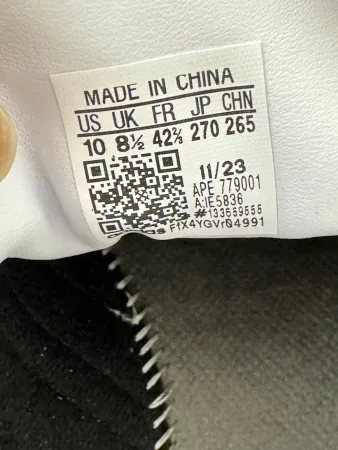 MADE IN CHINA
US UK FR JP CHN
10 8½ 42⅔ 270 265
11/23
APE 779001
A:IE5836
#133659555
FfX4YGVr04991